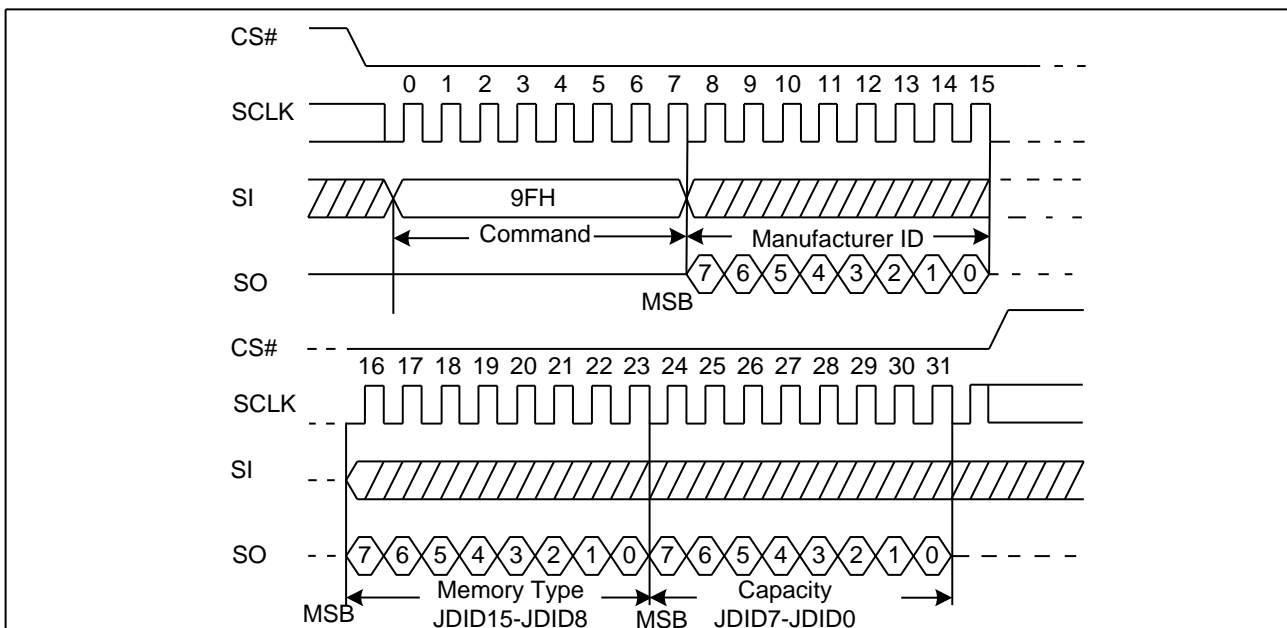 CS#
0 1 2 3 4 5 6 7 8 9 10 11 12 13 14 15
SCLK
SI 9FH
Command Manufacturer ID
SO 7 6 5 4 3 2 1 0
MSB
CS#
16 17 18 19 20 21 22 23 24 25 26 27 28 29 30 31
SCLK
SI
SO 7 6 5 4 3 2 1 0 7 6 5 4 3 2 1 0
Memory Type Capacity
MSB JDID15-JDID8 MSB JDID7-JDID0